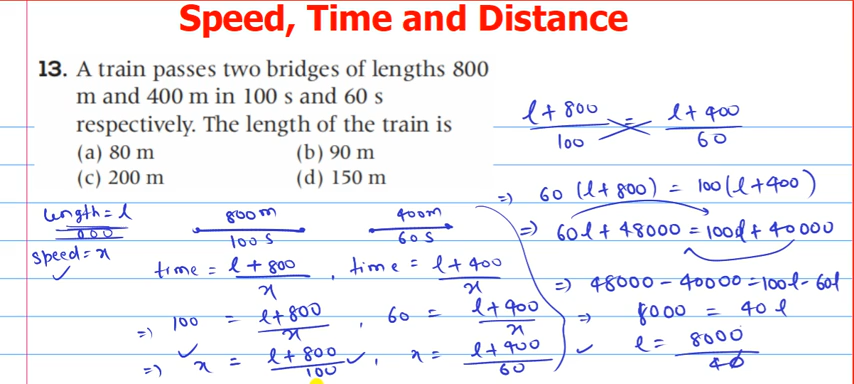 Speed, Time and Distance
13. A train passes two bridges of lengths 800
m and 400 m in 100 s and 60 s
respectively. The length of the train is
(a) 80 m (b) 90 m
(c) 200 m (d) 150 m
length = l
speed = x
✓
800m
100 s
400m
60 s
time = l + 800 / x , time = l + 400 / x
=) 100 = l + 800 / x , 60 = l + 400 / x
=) x = l + 800 / 100 ✓ , x = l + 400 / 60 ✓
l + 800 / 100 = l + 400 / 60
=) 60 (l + 800) = 100 (l + 400)
=) 60l + 48000 = 100l + 40000
=) 48000 - 40000 = 100l - 60l
=) 8000 = 40 l
l = 8000 / 40